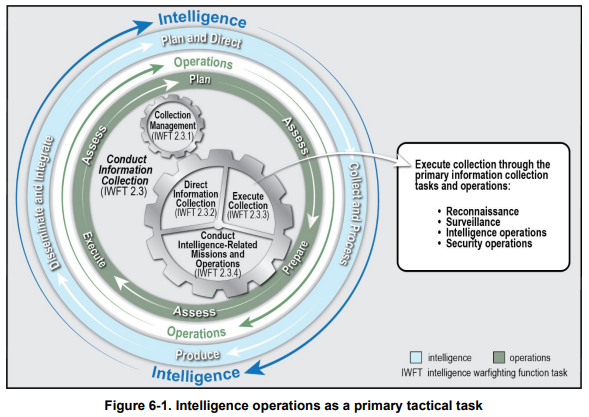 Intelligence
Plan and Direct
Operations
Plan
Collection
Management
(IWFT 2.3.1)
Assess
Assess
Conduct
Information
Collection
(IWFT 2.3)
Disseminate and Integrate
Collect and Process
Direct
Information
Collection
(IWFT 2.3.2)
Execute
Collection
(IWFT 2.3.3)
Conduct
Intelligence-Related
Missions and
Operations
(IWFT 2.3.4)
Execute
Prepare
Assess
Operations
Produce
Intelligence
Execute collection through the
primary information collection
tasks and operations:
• Reconnaissance
• Surveillance
• Intelligence operations
• Security operations
intelligence
operations
IWFT intelligence warfighting function task
Figure 6-1. Intelligence operations as a primary tactical task